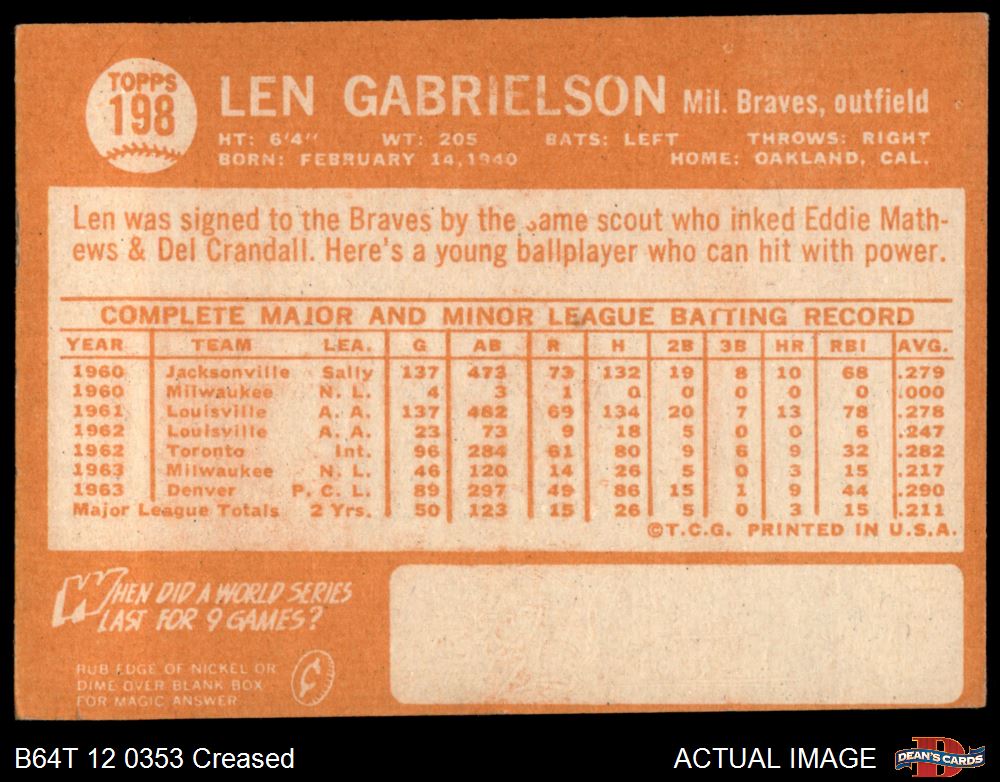 TOPPS
198
LEN GABRIELSON Mil. Braves, outfield
HT: 6'4" WT: 205 BATS: LEFT THROWS: RIGHT
BORN: FEBRUARY 14, 1940 HOME: OAKLAND, CAL.
Len was signed to the Braves by the same scout who inked Eddie Math-
ews & Del Crandall. Here's a young ballplayer who can hit with power.
COMPLETE MAJOR AND MINOR LEAGUE BATTING RECORD
YEAR TEAM LEA. G AB R H 2B 3B HR RBI AVG.
1960 Jacksonville Sally 137 473 73 132 19 8 10 68 .279
1960 Milwaukee N. L. 4 3 1 0 0 0 0 0 .000
1961 Louisville A. A. 137 482 69 134 20 7 13 78 .278
1962 Louisville A. A. 23 73 9 18 5 0 0 6 .247
1962 Toronto Int. 96 284 61 80 9 6 9 32 .282
1963 Milwaukee N. L. 46 120 14 26 5 0 3 15 .217
1963 Denver P. C. L. 89 297 49 86 15 1 9 44 .290
Major League Totals 2 Yrs. 50 123 15 26 5 0 3 15 .211
©T.C.G. PRINTED IN U.S.A.
WHEN DID A WORLD SERIES
LAST FOR 9 GAMES?
RUB EDGE OF NICKEL OR
DIME OVER BLANK BOX
FOR MAGIC ANSWER
B64T 12 0353 Creased ACTUAL IMAGE
DEAN'S CARDS